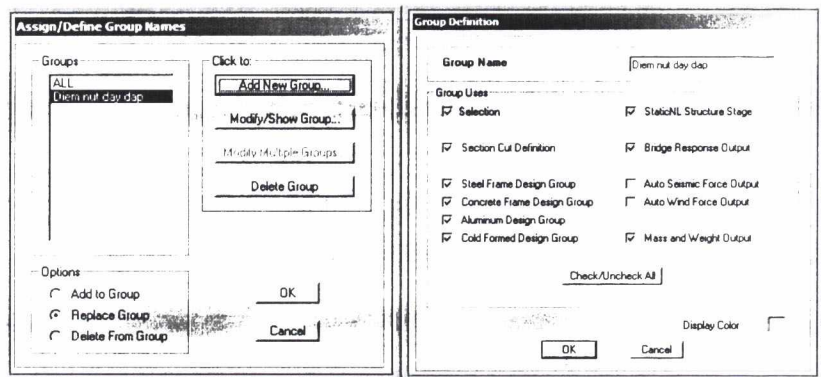 Assign/Define Group Names
Groups
ALL
Diem nut day dap
Click to:
Add New Group...
Modify/Show Group...
Modify Multiple Groups...
Delete Group
Options
Add to Group
Replace Group
Delete From Group
OK
Cancel
Group Definition
Group Name
Diem nut day dap
Group Uses
Selection
StaticNL Structure Stage
Section Cut Definition
Bridge Response Output
Steel Frame Design Group
Auto Seismic Force Output
Concrete Frame Design Group
Auto Wind Force Output
Aluminum Design Group
Cold Formed Design Group
Mass and Weight Output
Check/Uncheck All
Display Color
OK
Cancel